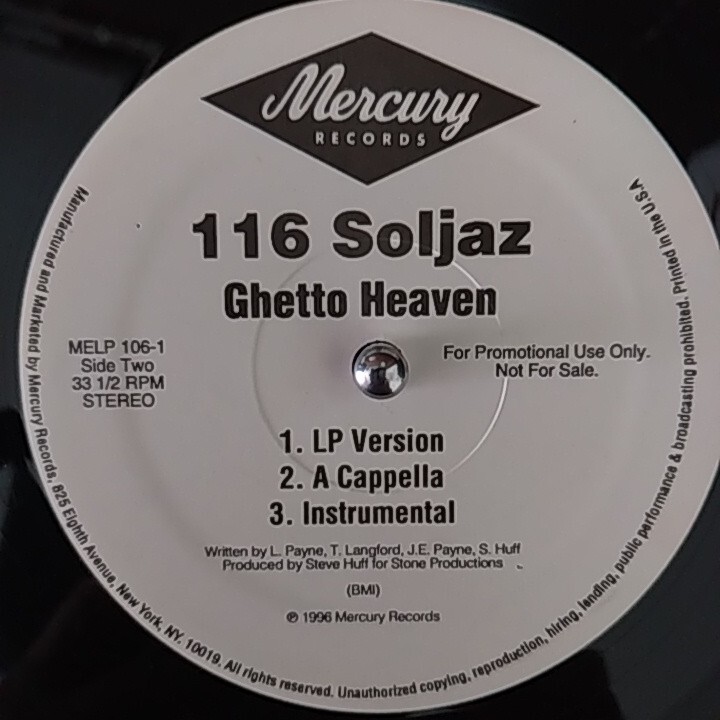 Mercury
RECORDS
116 Soljaz
Ghetto Heaven
MELP 106-1
Side Two
33 1/2 RPM
STEREO
For Promotional Use Only.
Not For Sale.
1. LP Version
2. A Cappella
3. Instrumental
Written by L. Payne, T. Langford, J.E. Payne, S. Huff
Produced by Steve Huff for Stone Productions
(BMI)
℗ 1996 Mercury Records
Manufactured and Marketed by Mercury Records, 825 Eighth Avenue, New York, NY. 10019. All rights reserved. Unauthorized copying, reproduction, hiring, lending, public performance & broadcasting prohibited. Printed in the U.S.A